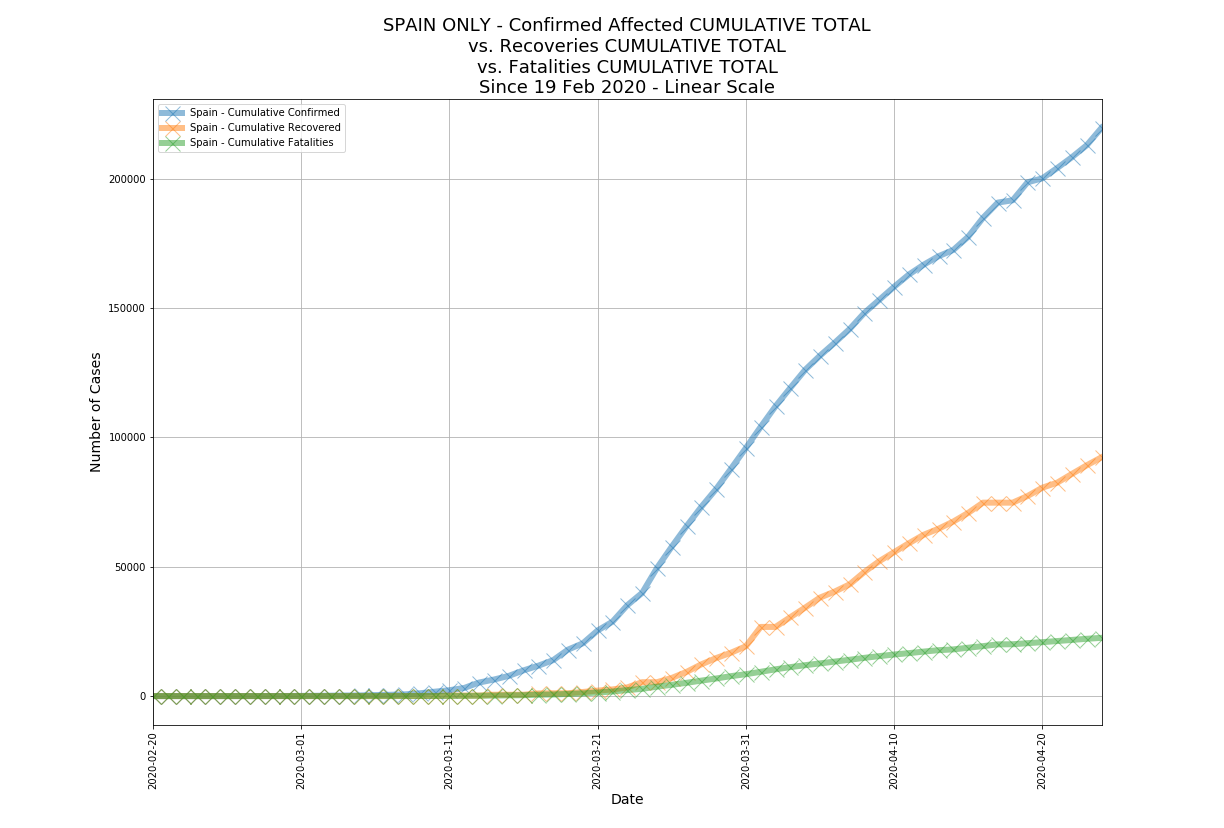 SPAIN ONLY - Confirmed Affected CUMULATIVE TOTAL
vs. Recoveries CUMULATIVE TOTAL
vs. Fatalities CUMULATIVE TOTAL
Since 19 Feb 2020 - Linear Scale
Spain - Cumulative Confirmed
Spain - Cumulative Recovered
Spain - Cumulative Fatalities
Number of Cases
200000
150000
100000
50000
0
2020-02-20
2020-03-01
2020-03-11
2020-03-21
2020-03-31
2020-04-10
2020-04-20
Date